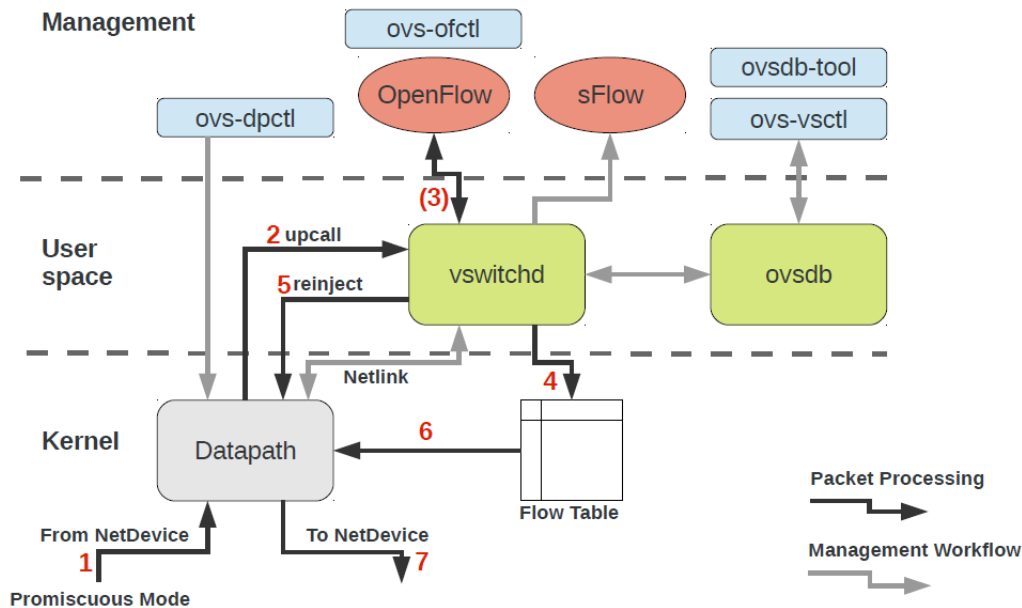 Management
ovs-ofctl
OpenFlow
sFlow
ovsdb-tool
ovs-vsctl
ovs-dpctl
(3)
User
space
2 upcall
5 reinject
vswitchd
ovsdb
Netlink
4
Kernel
Datapath
6
Flow Table
From NetDevice
1
Promiscuous Mode
To NetDevice
7
Packet Processing
Management Workflow